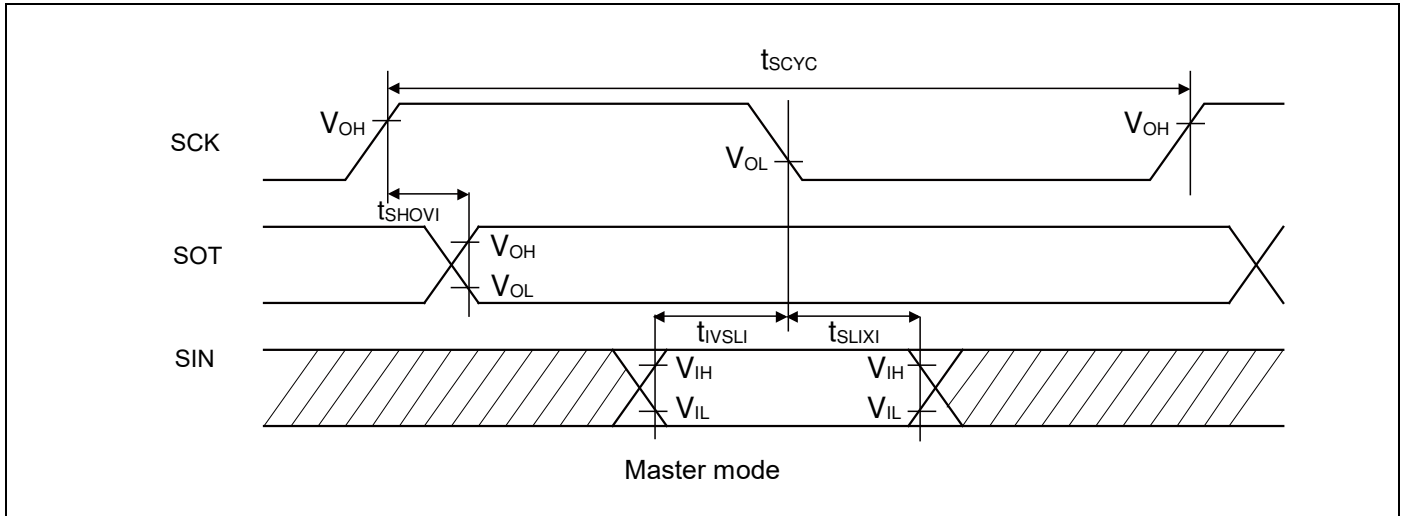 tSCYC
SCK
VOH
VOL
VOH
tSHOVI
SOT
VOH
VOL
tIVSLI
tSLIXI
SIN
VIH
VIH
VIL
VIL
Master mode